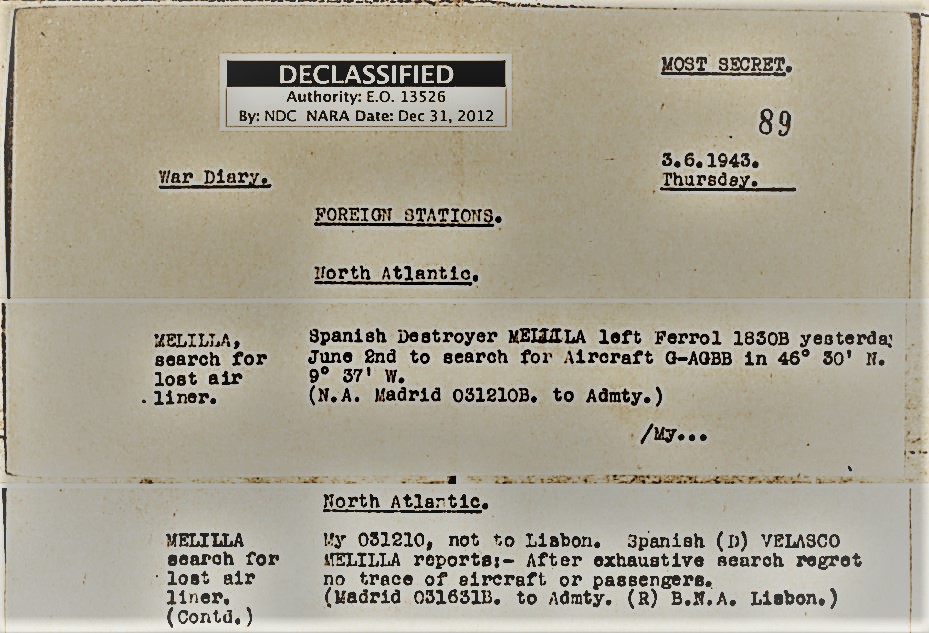 DECLASSIFIED
Authority: E.O. 13526
By: NDC NARA Date: Dec 31, 2012
MOST SECRET.
89
3.6.1943.
Thursday.
War Diary.
FOREIGN STATIONS.
North Atlantic.
MELILLA,
search for
lost air
liner.
Spanish Destroyer MELILLA left Ferrol 1830B yesterday
June 2nd to search for Aircraft G-AGBB in 46° 30' N.
9° 37' W.
(N.A. Madrid 031210B. to Admty.)
/My...
North Atlantic.
MELILLA
search for
lost air
liner.
(Contd.)
My 031210, not to Lisbon. Spanish (D) VELASCO
MELILLA reports:- After exhaustive search regret
no trace of aircraft or passengers.
(Madrid 031631B. to Admty. (R) B.N.A. Lisbon.)